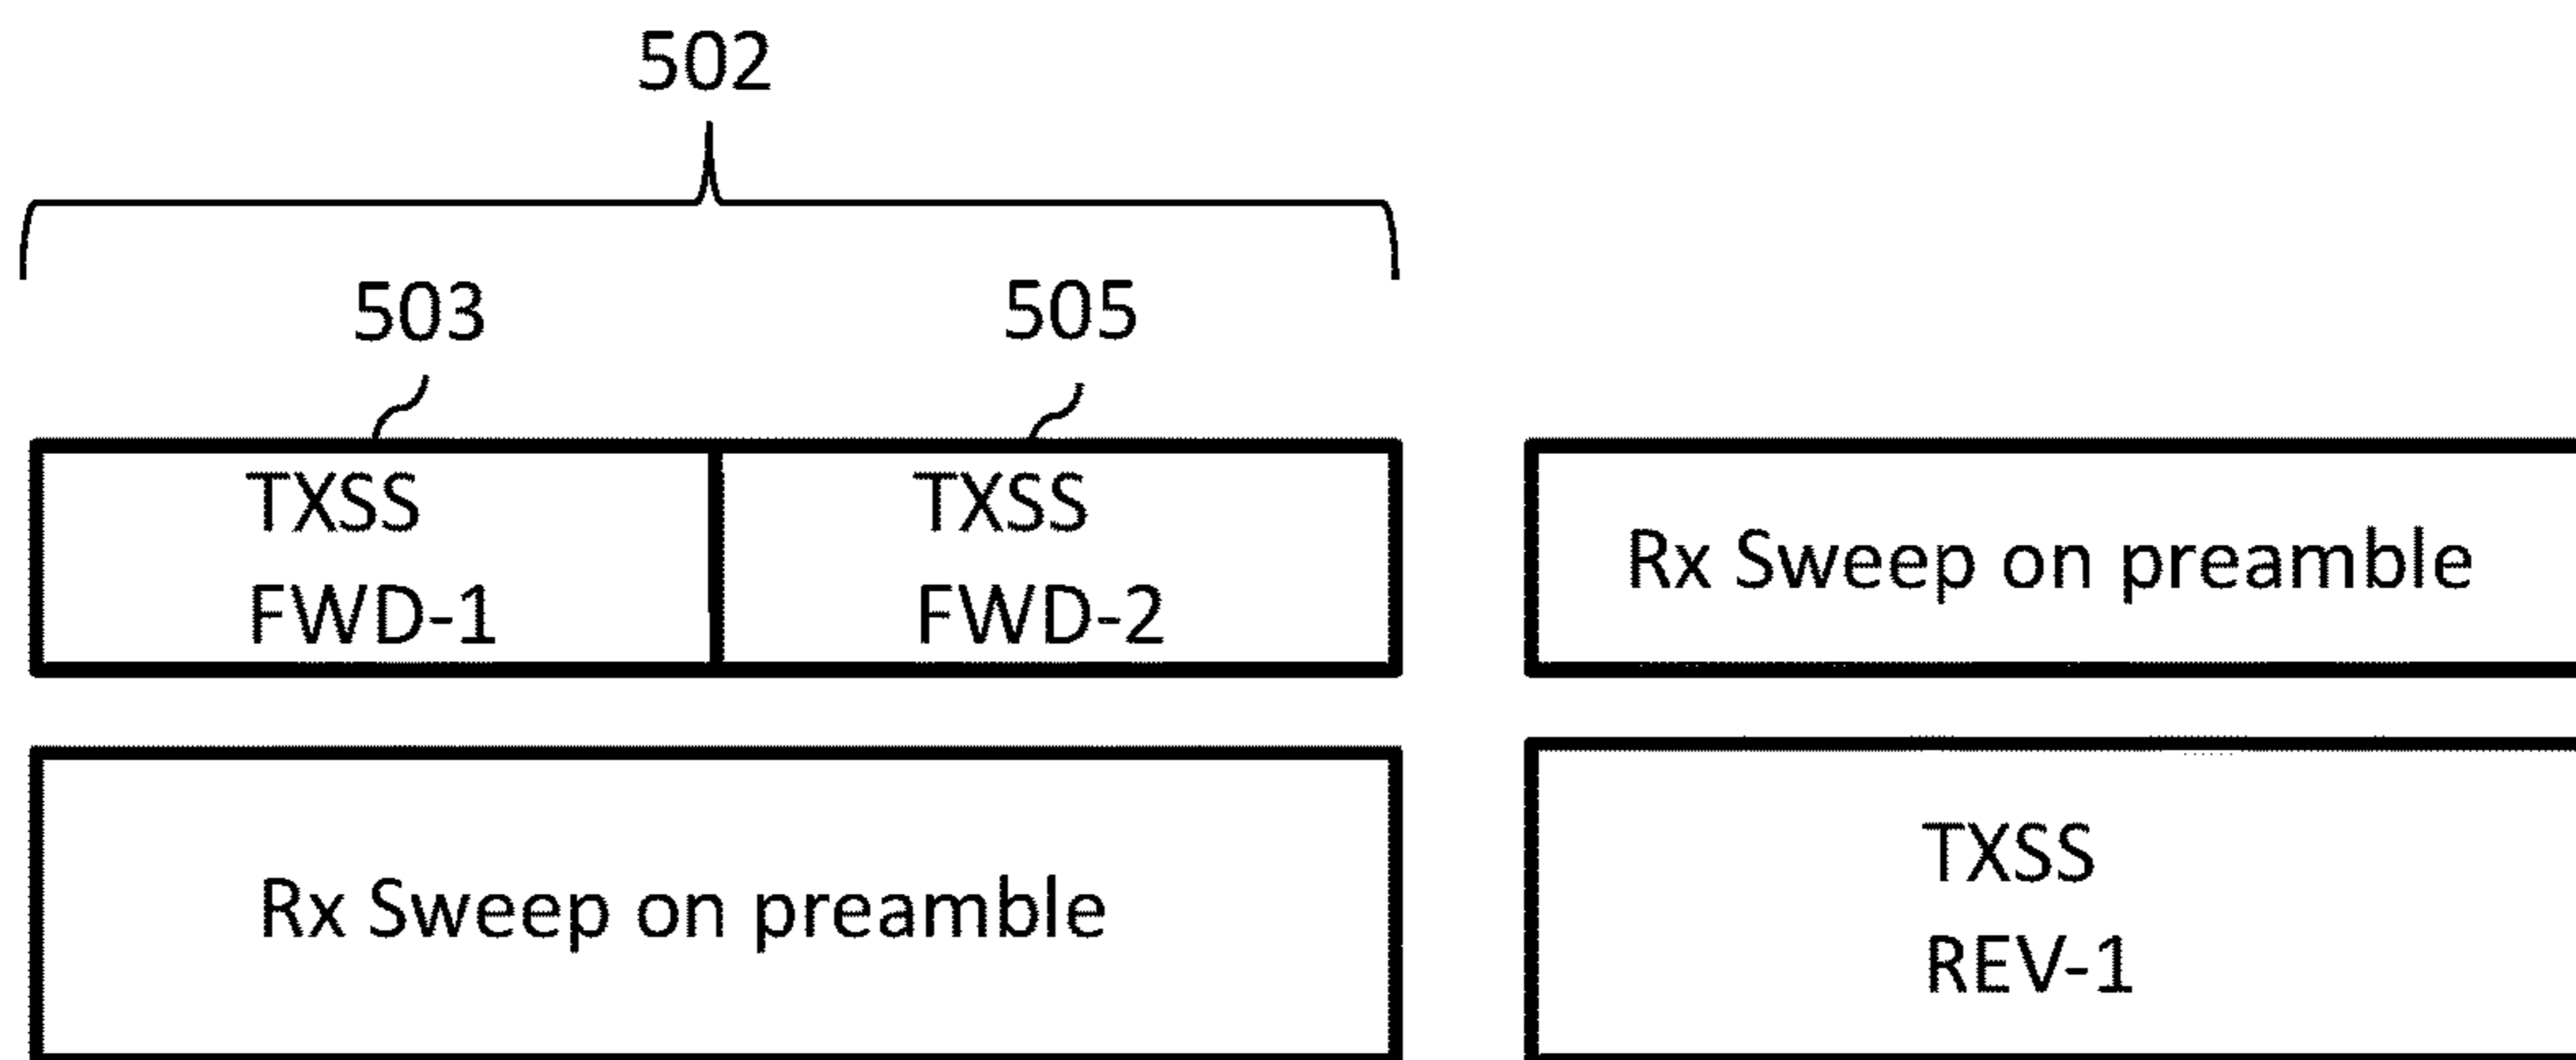 502
503
505
TXSS
FWD-1
TXSS
FWD-2
Rx Sweep on preamble
Rx Sweep on preamble
TXSS
REV-1